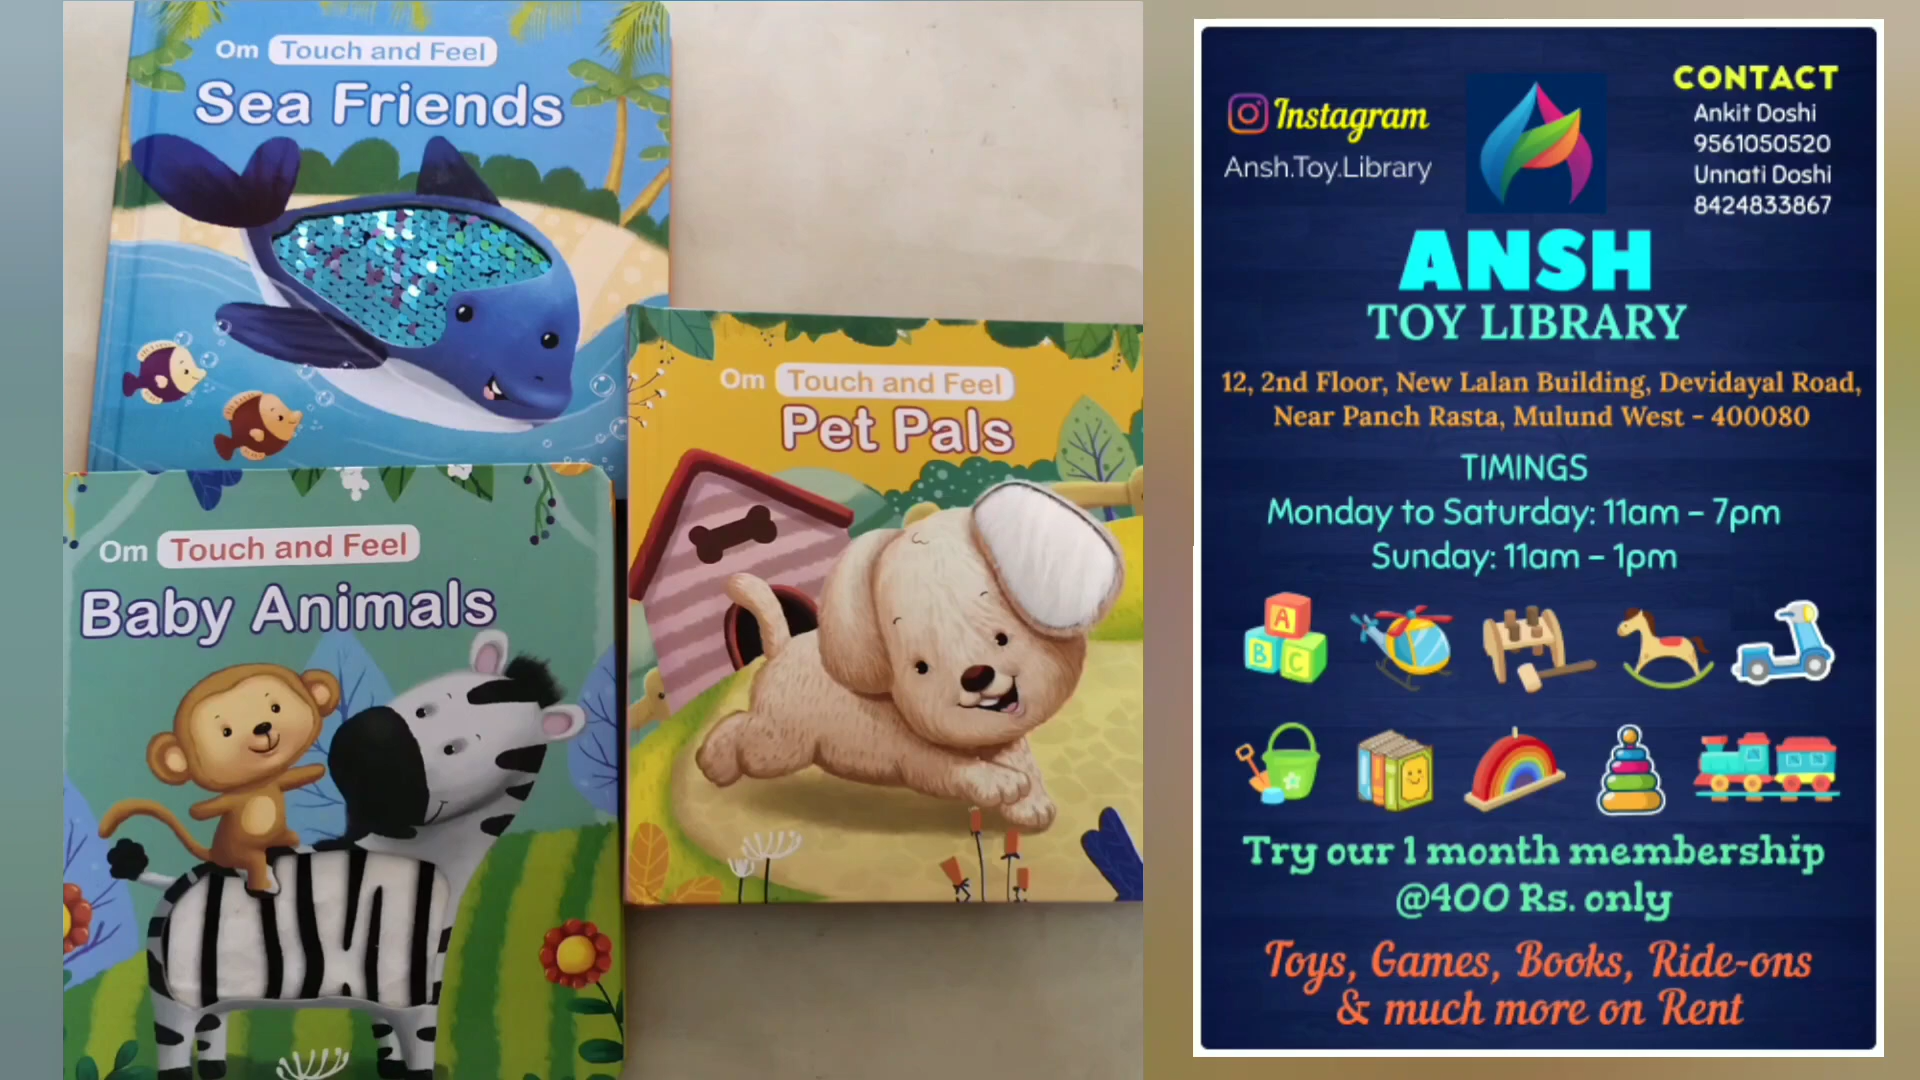 Om Touch and Feel
Sea Friends
Om Touch and Feel
Pet Pals
Om Touch and Feel
Baby Animals
Instagram
Ansh.Toy.Library
CONTACT
Ankit Doshi
9561050520
Unnati Doshi
8424833867
ANSH
TOY LIBRARY
12, 2nd Floor, New Lalan Building, Devidayal Road,
Near Panch Rasta, Mulund West - 400080
TIMINGS
Monday to Saturday: 11am – 7pm
Sunday: 11am – 1pm
A
B C
Try our 1 month membership
@400 Rs. only
Toys, Games, Books, Ride-ons
& much more on Rent